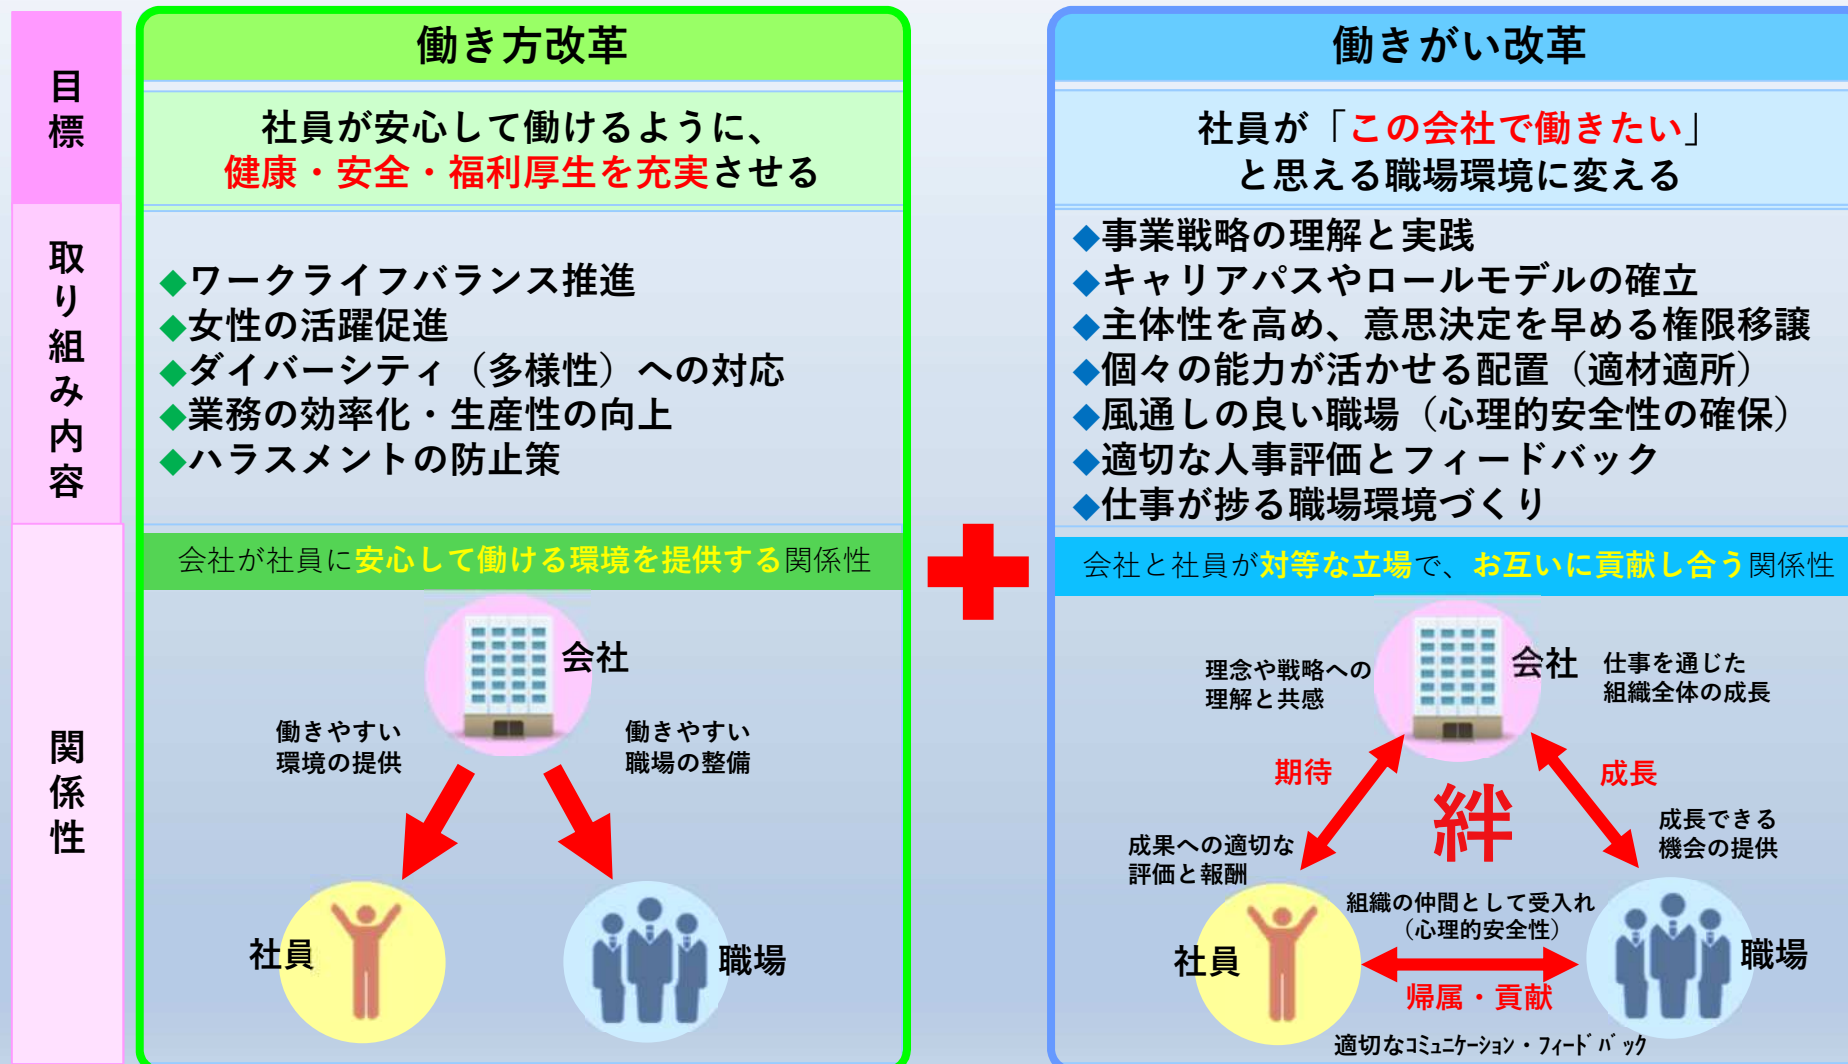 目標
働き方改革
社員が安心して働けるように、
健康・安全・福利厚生を充実させる
取り組み内容
◆ワークライフバランス推進
◆女性の活躍促進
◆ダイバーシティ（多様性）への対応
◆業務の効率化・生産性の向上
◆ハラスメントの防止策
関係性
会社が社員に安心して働ける環境を提供する関係性
会社
働きやすい
環境の提供
働きやすい
職場の整備
社員
職場
働きがい改革
社員が「この会社で働きたい」
と思える職場環境に変える
◆事業戦略の理解と実践
◆キャリアパスやロールモデルの確立
◆主体性を高め、意思決定を早める権限移譲
◆個々の能力が活かせる配置（適材適所）
◆風通しの良い職場（心理的安全性の確保）
◆適切な人事評価とフィードバック
◆仕事が捗る職場環境づくり
会社と社員が対等な立場で、お互いに貢献し合う関係性
理念や戦略への
理解と共感
会社
仕事を通じた
組織全体の成長
期待
成長
絆
成果への適切な
評価と報酬
成長できる
機会の提供
組織の仲間として受入れ
（心理的安全性）
社員
職場
帰属・貢献
適切なｺﾐｭﾆｹｰｼｮﾝ・ﾌｨｰﾄﾞﾊﾞｯｸ